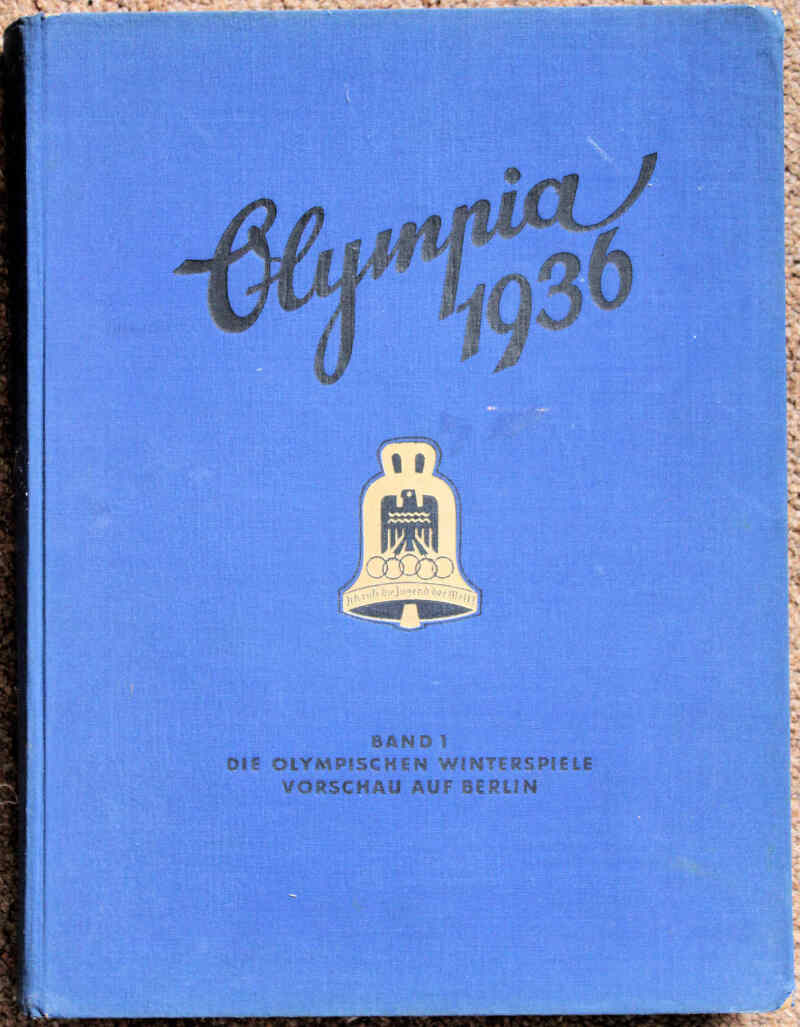 Olympia
1936
Ich rufe die Jugend der Welt!
BAND 1
DIE OLYMPISCHEN WINTERSPIELE
VORSCHAU AUF BERLIN